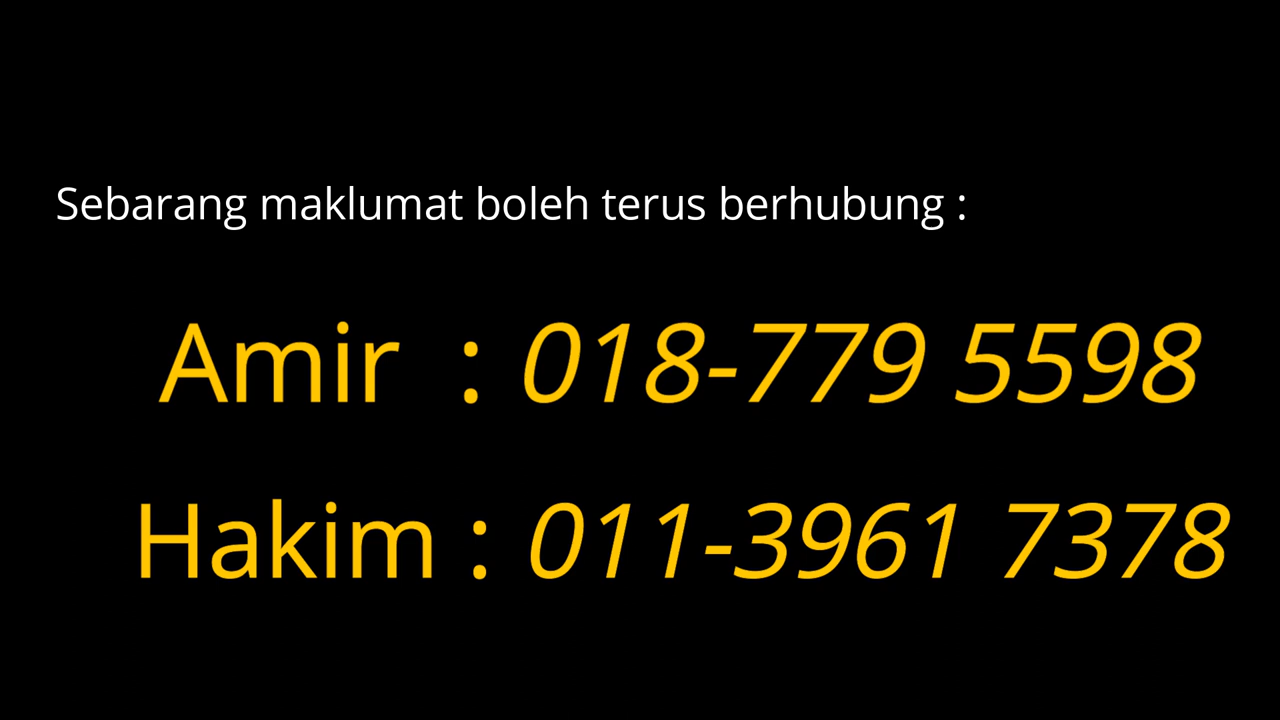 Sebarang maklumat boleh terus berhubung :
Amir : 018-779 5598
Hakim : 011-3961 7378